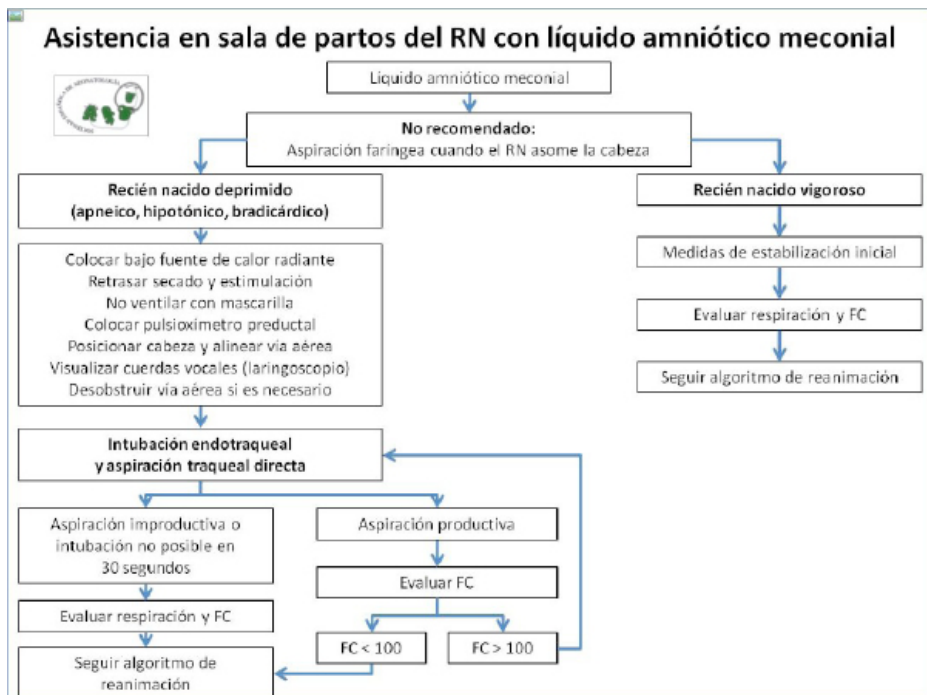 Asistencia en sala de partos del RN con líquido amniótico meconial
Líquido amniótico meconial
No recomendado:
Aspiración faríngea cuando el RN asome la cabeza
Recién nacido deprimido
(apneico, hipotónico, bradicárdico)
Colocar bajo fuente de calor radiante
Retrasar secado y estimulación
No ventilar con mascarilla
Colocar pulsioxímetro preductal
Posicionar cabeza y alinear vía aérea
Visualizar cuerdas vocales (laringoscopio)
Desobstruir vía aérea si es necesario
Intubación endotraqueal
y aspiración traqueal directa
Aspiración improductiva o
intubación no posible en
30 segundos
Evaluar respiración y FC
Seguir algoritmo de
reanimación
Aspiración productiva
Evaluar FC
FC < 100
FC > 100
Recién nacido vigoroso
Medidas de estabilización inicial
Evaluar respiración y FC
Seguir algoritmo de reanimación